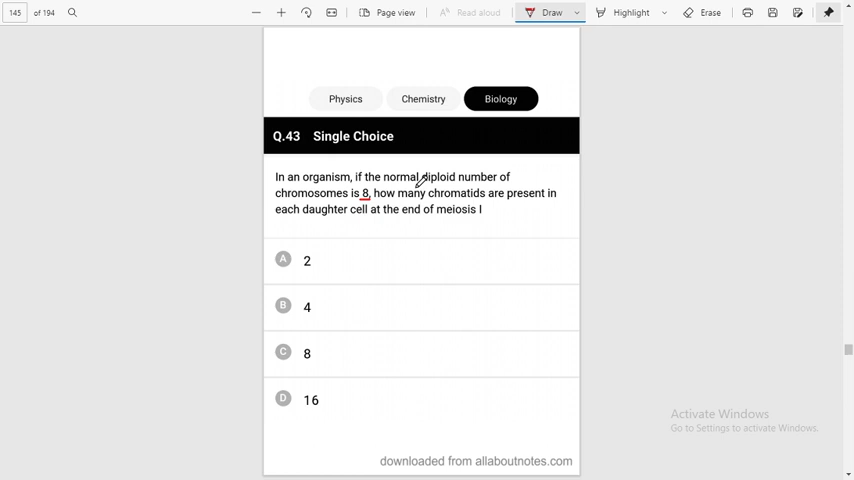 145 of 194 Page view Read aloud Draw Highlight Erase
Physics Chemistry Biology
Q.43 Single Choice
In an organism, if the normal diploid number of
chromosomes is 8, how many chromatids are present in
each daughter cell at the end of meiosis I
A 2
B 4
C 8
D 16
Activate Windows
Go to Settings to activate Windows.
downloaded from allaboutnotes.com